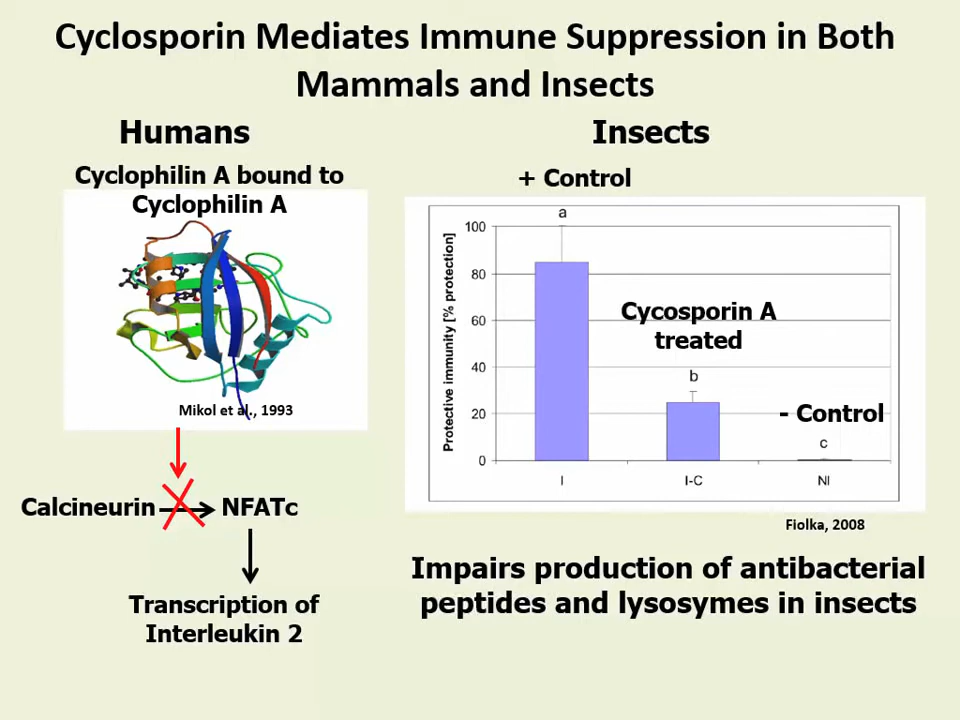 Cyclosporin Mediates Immune Suppression in Both
Mammals and Insects
Humans
Cyclophilin A bound to
Cyclophilin A
Mikol et al., 1993
Calcineurin
NFATc
Transcription of
Interleukin 2
Insects
+ Control
Protective immunity [% protection]
100
80
60
40
20
0
a
Cycosporin A
treated
b
- Control
c
I
I-C
NI
Fiolka, 2008
Impairs production of antibacterial
peptides and lysosymes in insects